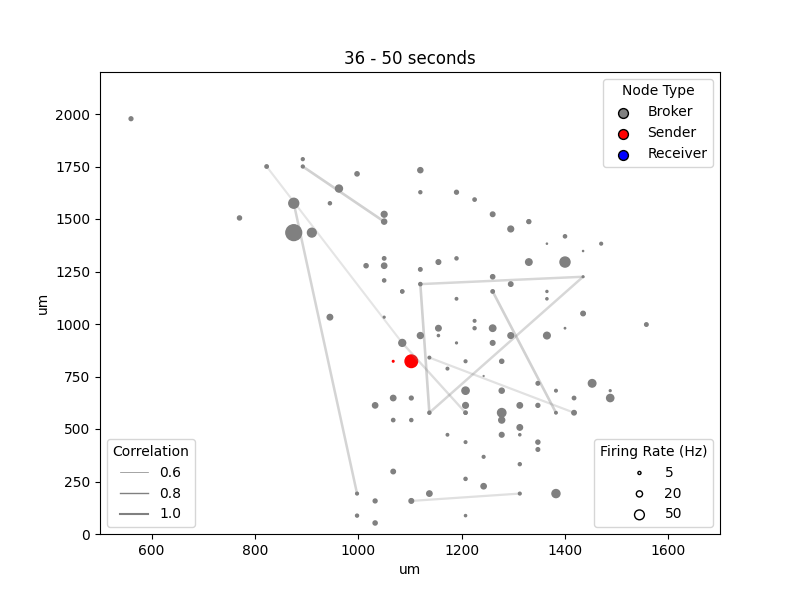 36 - 50 seconds
um
2000
1750
1500
1250
1000
750
500
250
0
600
800
1000
1200
1400
1600
um
Node Type
Broker
Sender
Receiver
Correlation
0.6
0.8
1.0
Firing Rate (Hz)
5
20
50